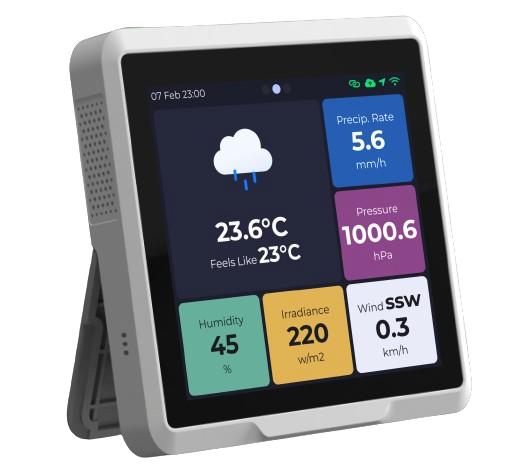 07 Feb 23:00
Precip. Rate
5.6
mm/h
23.6°C
Feels Like 23°C
Pressure
1000.6
hPa
Humidity
45
%
Irradiance
220
w/m2
Wind SSW
0.3
km/h